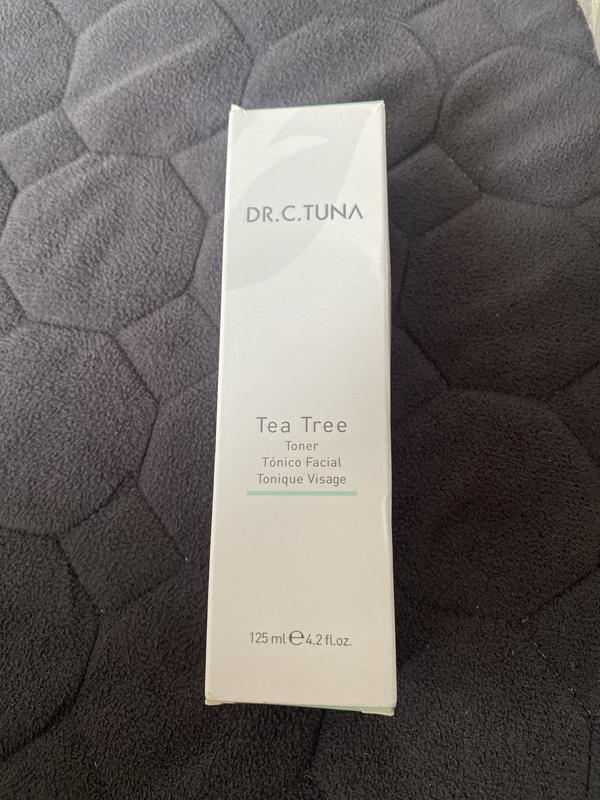 DR.C.TUNA
Tea Tree
Toner
Tónico Facial
Tonique Visage
125 ml ℮ 4.2 fl.oz.